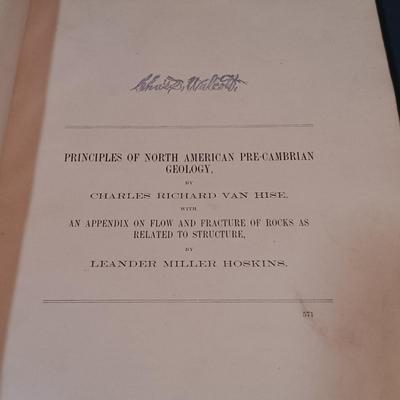 Chas. D. Walcott.
PRINCIPLES OF NORTH AMERICAN PRE-CAMBRIAN
GEOLOGY,
BY
CHARLES RICHARD VAN HISE,
WITH
AN APPENDIX ON FLOW AND FRACTURE OF ROCKS AS
RELATED TO STRUCTURE,
BY
LEANDER MILLER HOSKINS.
571